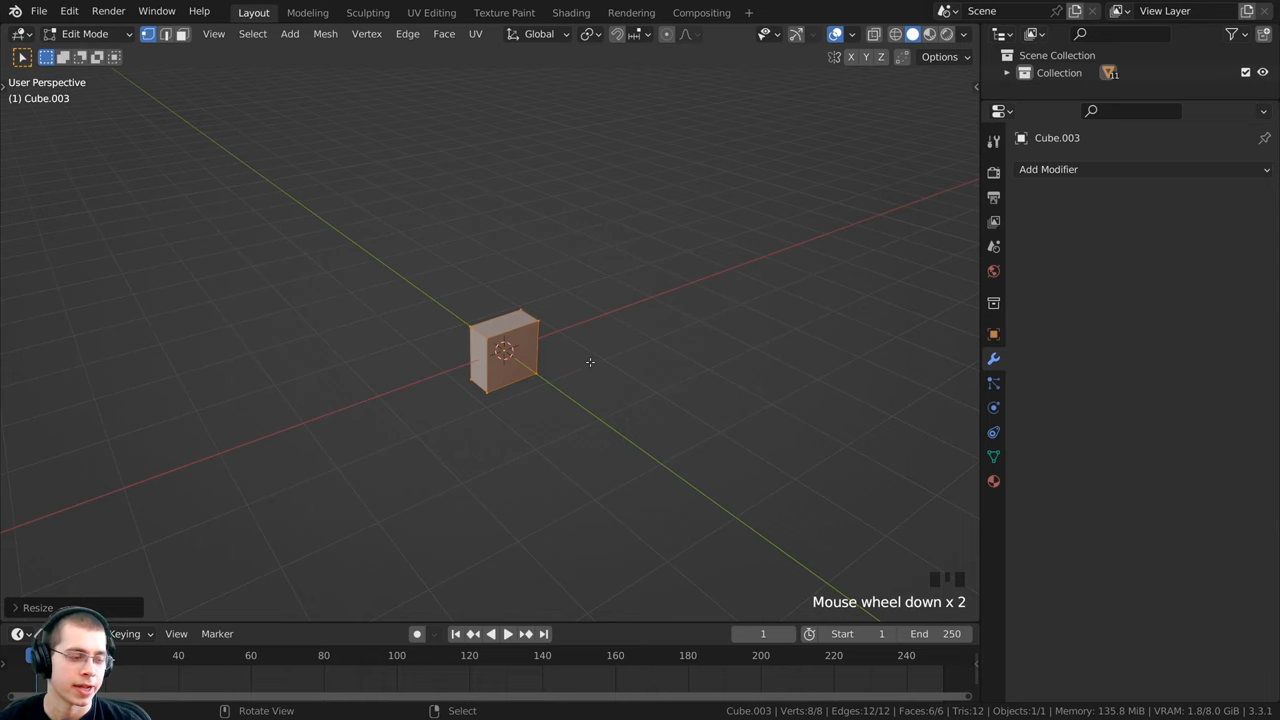 File Edit Render Window Help Layout Modeling Sculpting UV Editing Texture Paint Shading Rendering Compositing Scene View Layer
Edit Mode View Select Add Mesh Vertex Edge Face UV Global
X Y Z Options
Scene Collection
Collection 11
User Perspective
(1) Cube.003
Cube.003
Add Modifier
Mouse wheel down x 2
Resize
Keying View Marker 1 Start 1 End 250
40 60 80 100 120 140 160 180 200 220 240
Rotate View Select Cube.003 | Verts:8/8 | Edges:12/12 | Faces:6/6 | Tris:12 | Objects:1/1 | Memory: 135.8 MiB | VRAM: 1.8/8.0 GiB | 3.3.1